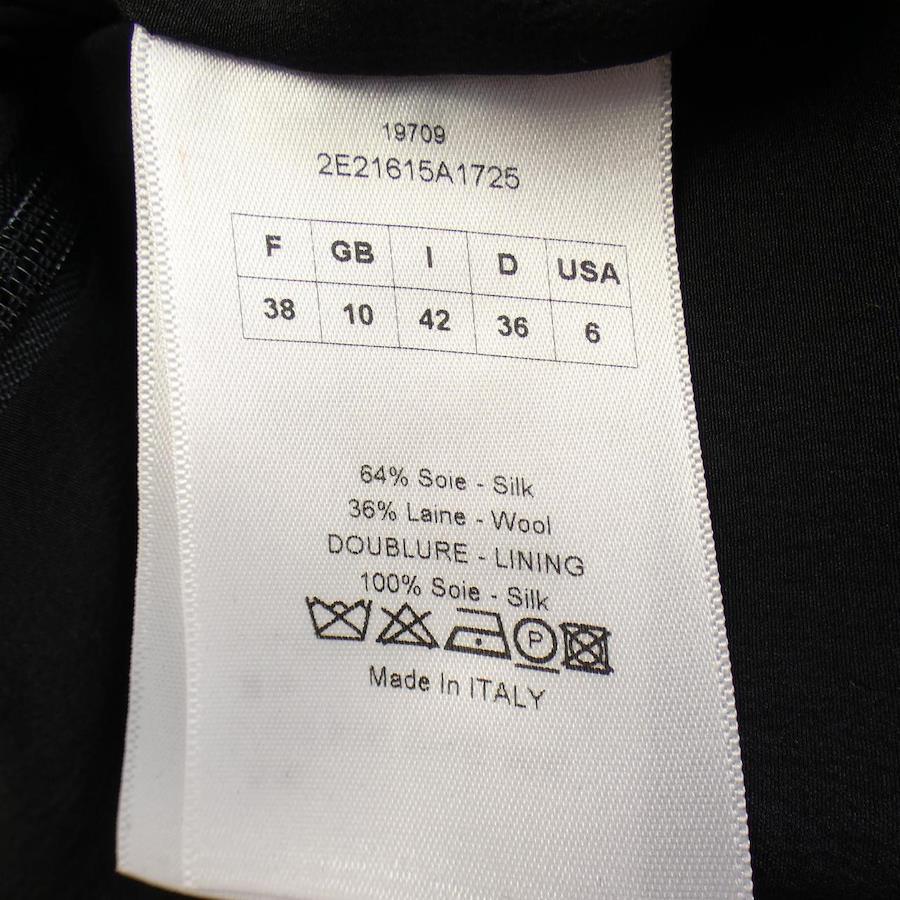 19709
2E21615A1725
F GB I D USA
38 10 42 36 6
64% Soie - Silk
36% Laine - Wool
DOUBLURE - LINING
100% Soie - Silk
P
Made In ITALY